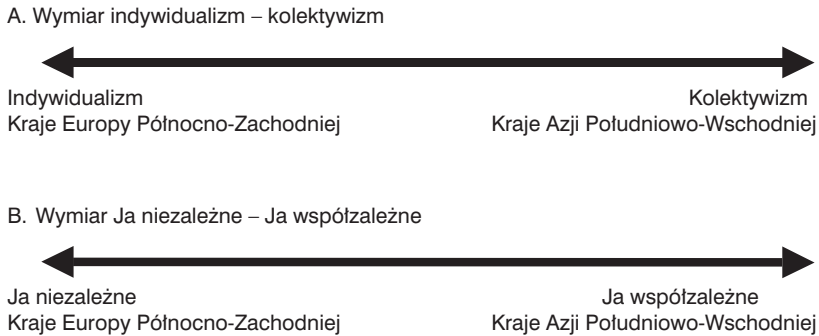 A. Wymiar indywidualizm – kolektywizm
Indywidualizm Kolektywizm
Kraje Europy Północno-Zachodniej Kraje Azji Południowo-Wschodniej
B. Wymiar Ja niezależne – Ja współzależne
Ja niezależne Ja współzależne
Kraje Europy Północno-Zachodniej Kraje Azji Południowo-Wschodniej